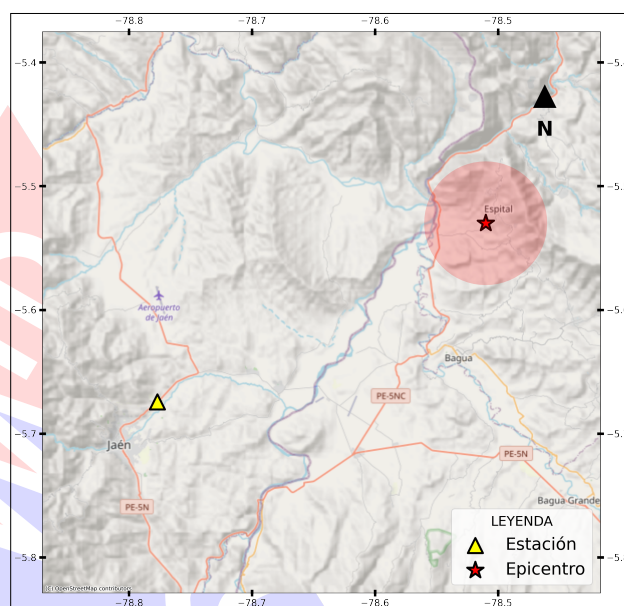 −78.8 −78.7 −78.6 −78.5
−5.4
N
−5.5 −5.5
Espital
−5.6
Aeropuerto
de Jaén
Bagua
PE-5NC
−5.7
Jaén
PE-5N
PE-5N
Bagua Grande
LEYENDA
Estación
Epicentro
−5.8
(C) OpenStreetMap contributors
−78.8 −78.7 −78.6 −78.5